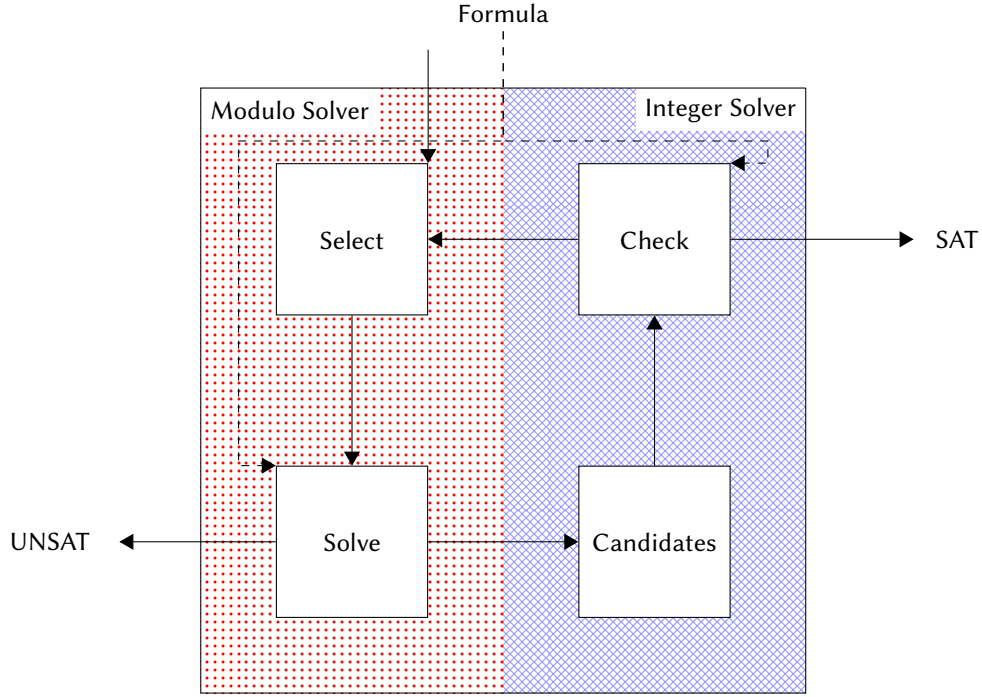 Formula
Modulo Solver
Integer Solver
Select
Check
SAT
UNSAT
Solve
Candidates